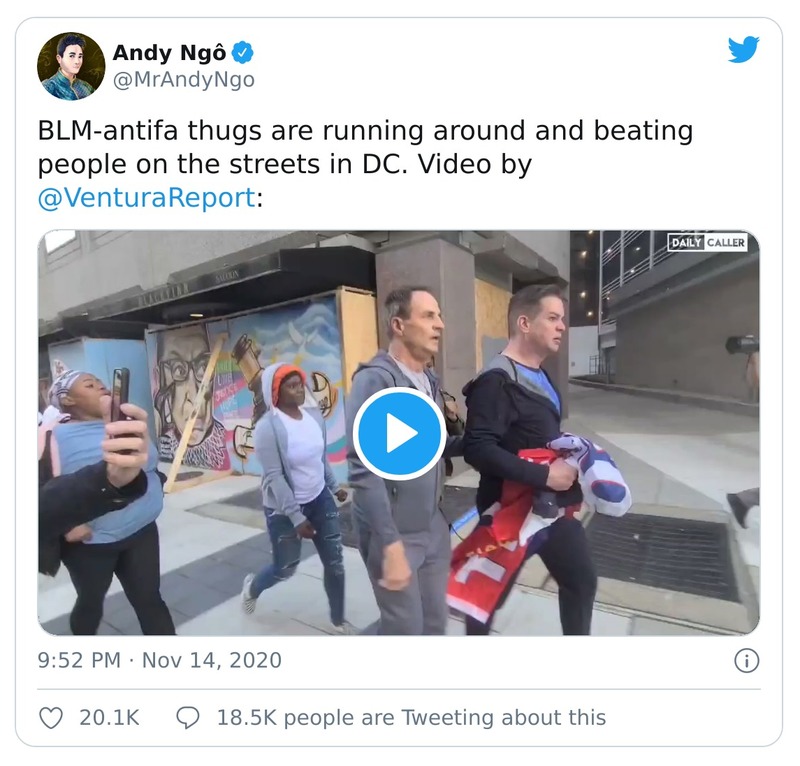 Andy Ngô
@MrAndyNgo
BLM-antifa thugs are running around and beating
people on the streets in DC. Video by
@VenturaReport:
DAILY CALLER
9:52 PM · Nov 14, 2020
20.1K
18.5K people are Tweeting about this